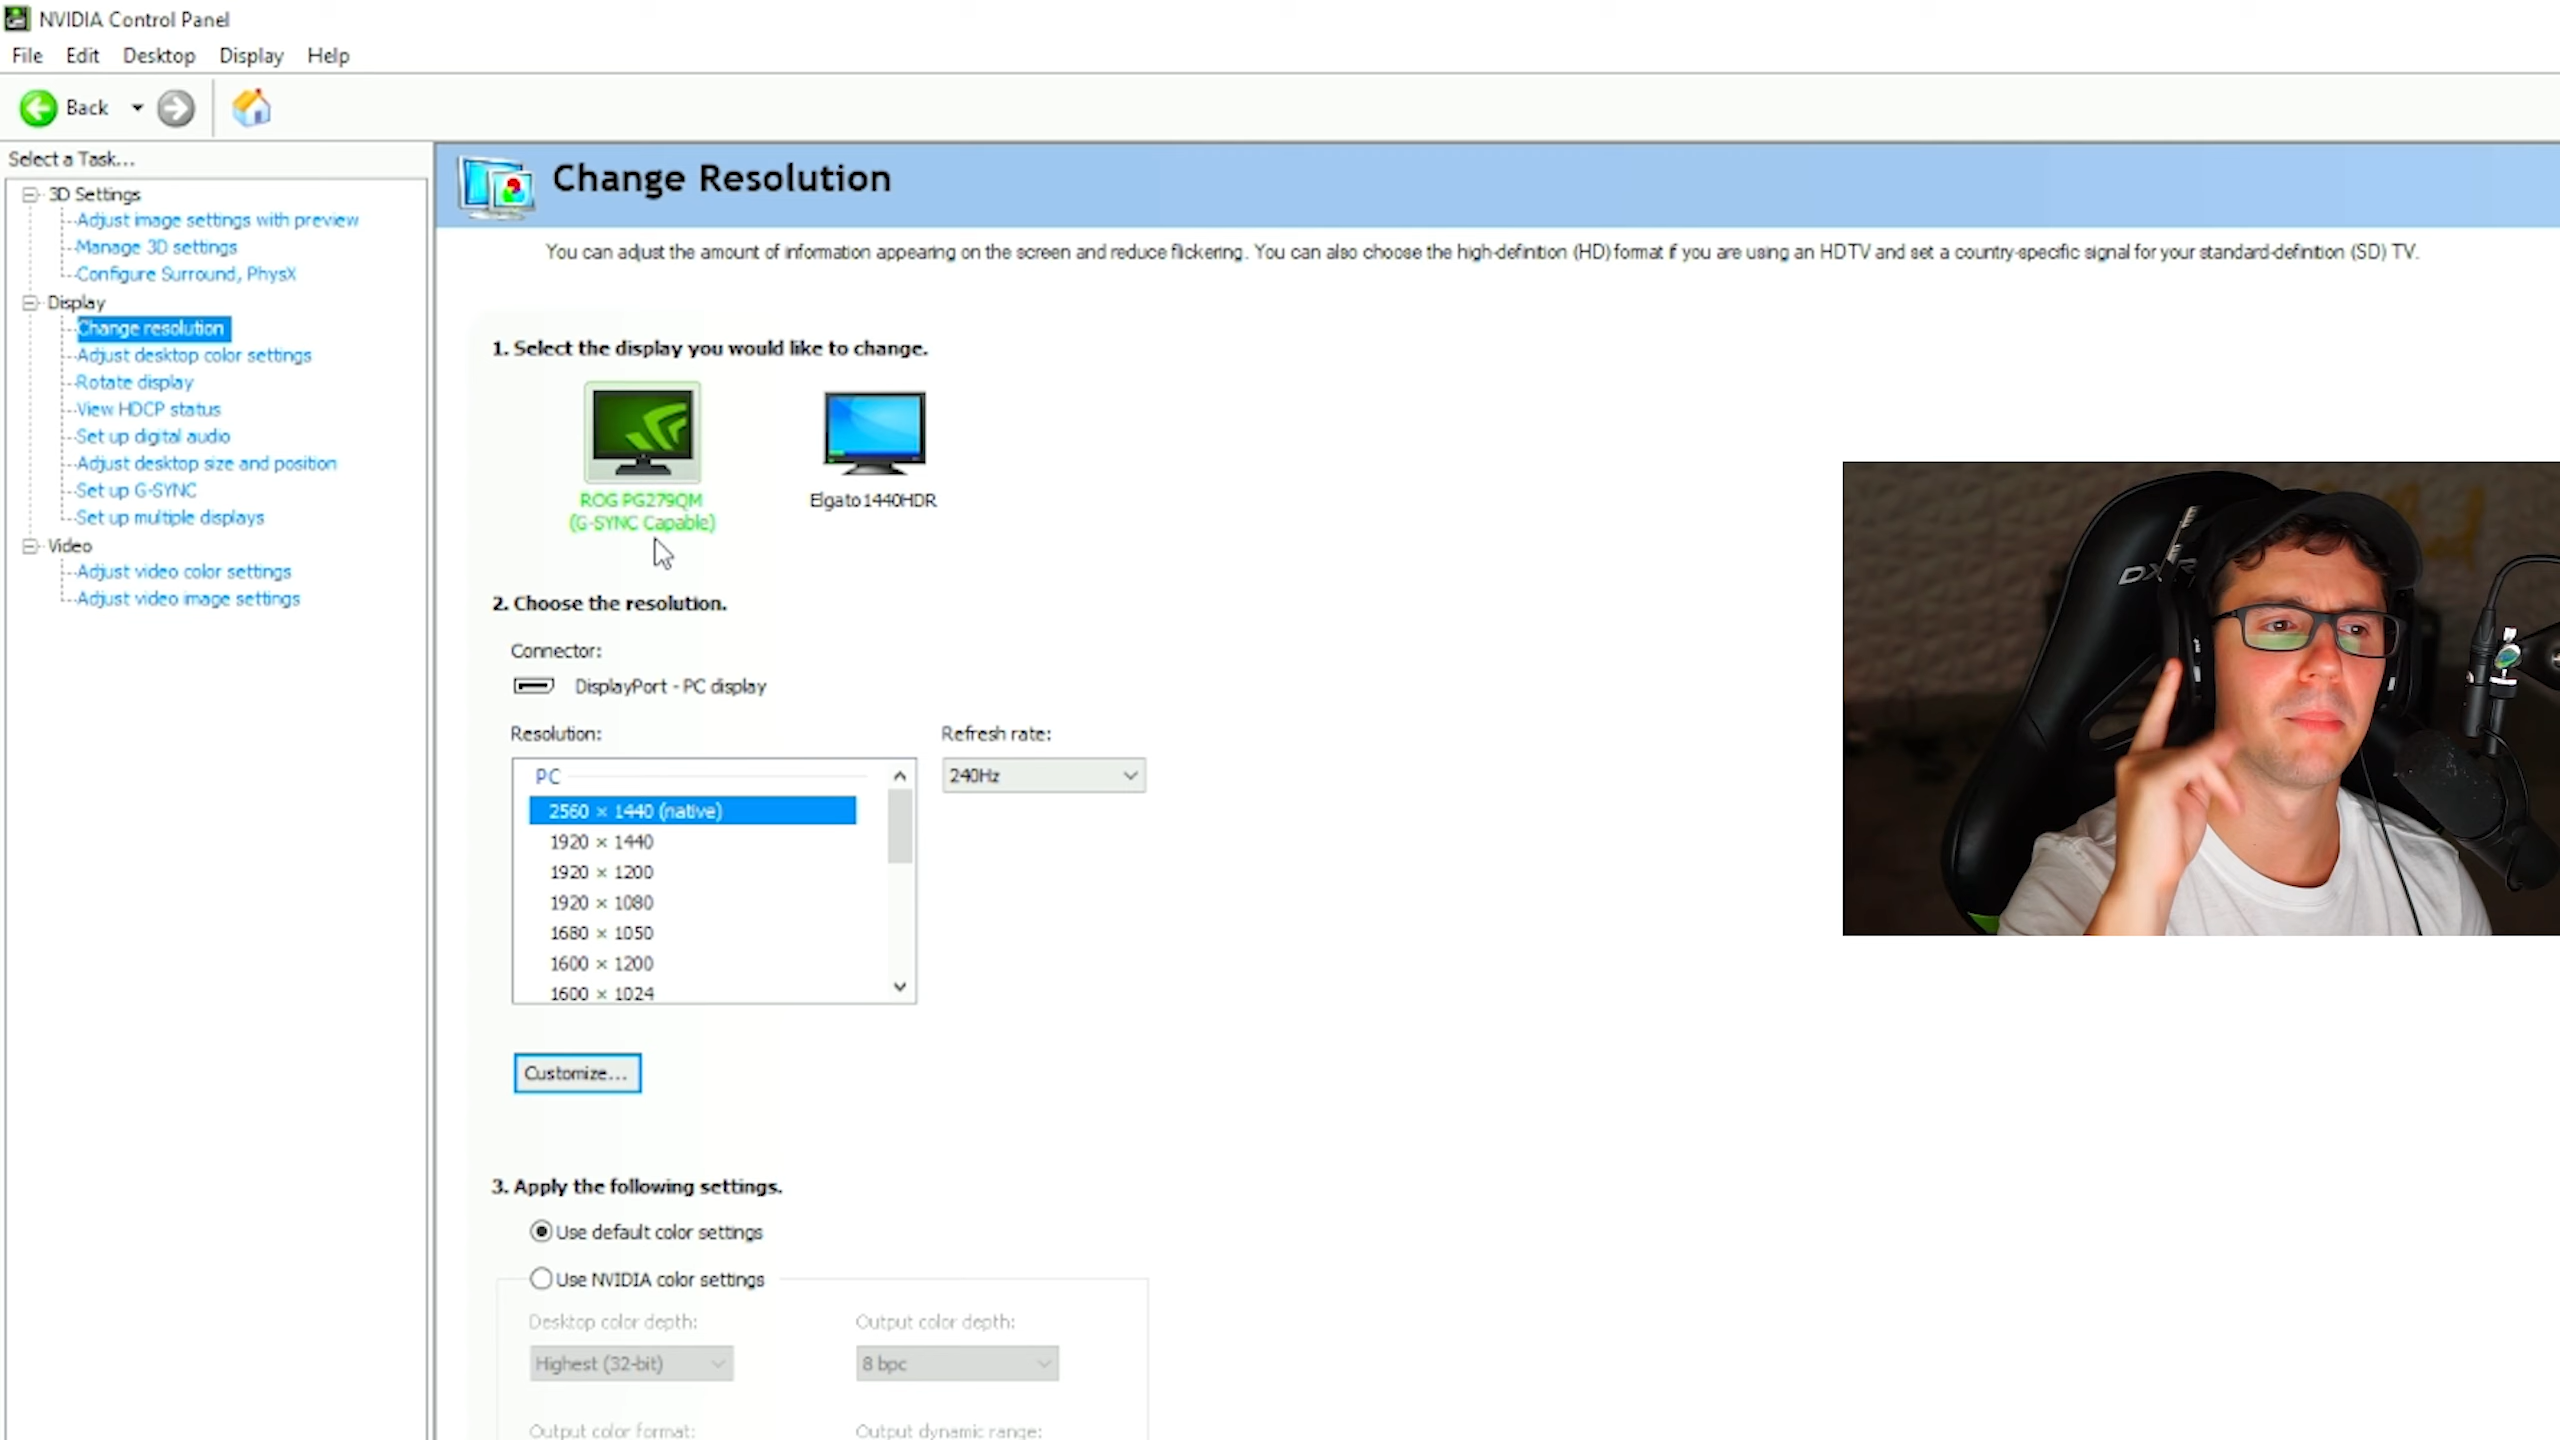 NVIDIA Control Panel
File Edit Desktop Display Help
Back
Select a Task...
3D Settings
Adjust image settings with preview
Manage 3D settings
Configure Surround, PhysX
Display
Change resolution
Adjust desktop color settings
Rotate display
View HDCP status
Set up digital audio
Adjust desktop size and position
Set up G-SYNC
Set up multiple displays
Video
Adjust video color settings
Adjust video image settings
Change Resolution
You can adjust the amount of information appearing on the screen and reduce flickering. You can also choose the high-definition (HD) format if you are using an HDTV and set a country-specific signal for your standard-definition (SD) TV.
1. Select the display you would like to change.
ROG PG279QM
(G-SYNC Capable)
Elgato 1440HDR
2. Choose the resolution.
Connector:
DisplayPort - PC display
Resolution:
Refresh rate:
PC
240Hz
2560 × 1440 (native)
1920 × 1440
1920 × 1200
1920 × 1080
1680 × 1050
1600 × 1200
1600 × 1024
Customize...
3. Apply the following settings.
Use default color settings
Use NVIDIA color settings
Desktop color depth:
Output color depth:
Highest (32-bit)
8 bpc
Output color format:
Output dynamic range: